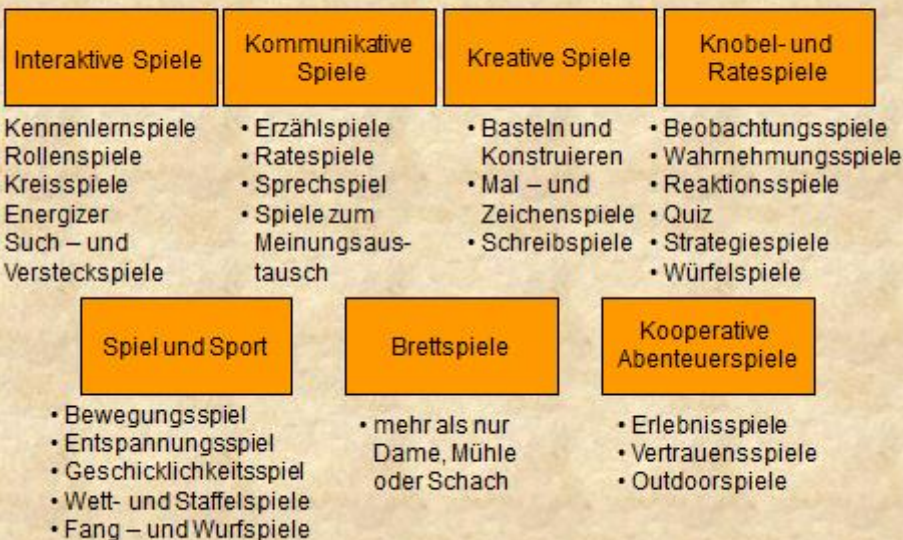 Interaktive Spiele
Kennenlernspiele
Rollenspiele
Kreisspiele
Energizer
Such – und
Versteckspiele
Kommunikative
Spiele
• Erzählspiele
• Ratespiele
• Sprechspiel
• Spiele zum
Meinungsaus-
tausch
Kreative Spiele
• Basteln und
Konstruieren
• Mal – und
Zeichenspiele
• Schreibspiele
Knobel- und
Ratespiele
• Beobachtungsspiele
• Wahrnehmungsspiele
• Reaktionsspiele
• Quiz
• Strategiespiele
• Würfelspiele
Spiel und Sport
• Bewegungsspiel
• Entspannungsspiel
• Geschicklichkeitsspiel
• Wett- und Staffelspiele
• Fang – und Wurfspiele
Brettspiele
• mehr als nur
Dame, Mühle
oder Schach
Kooperative
Abenteuerspiele
• Erlebnisspiele
• Vertrauensspiele
• Outdoorspiele